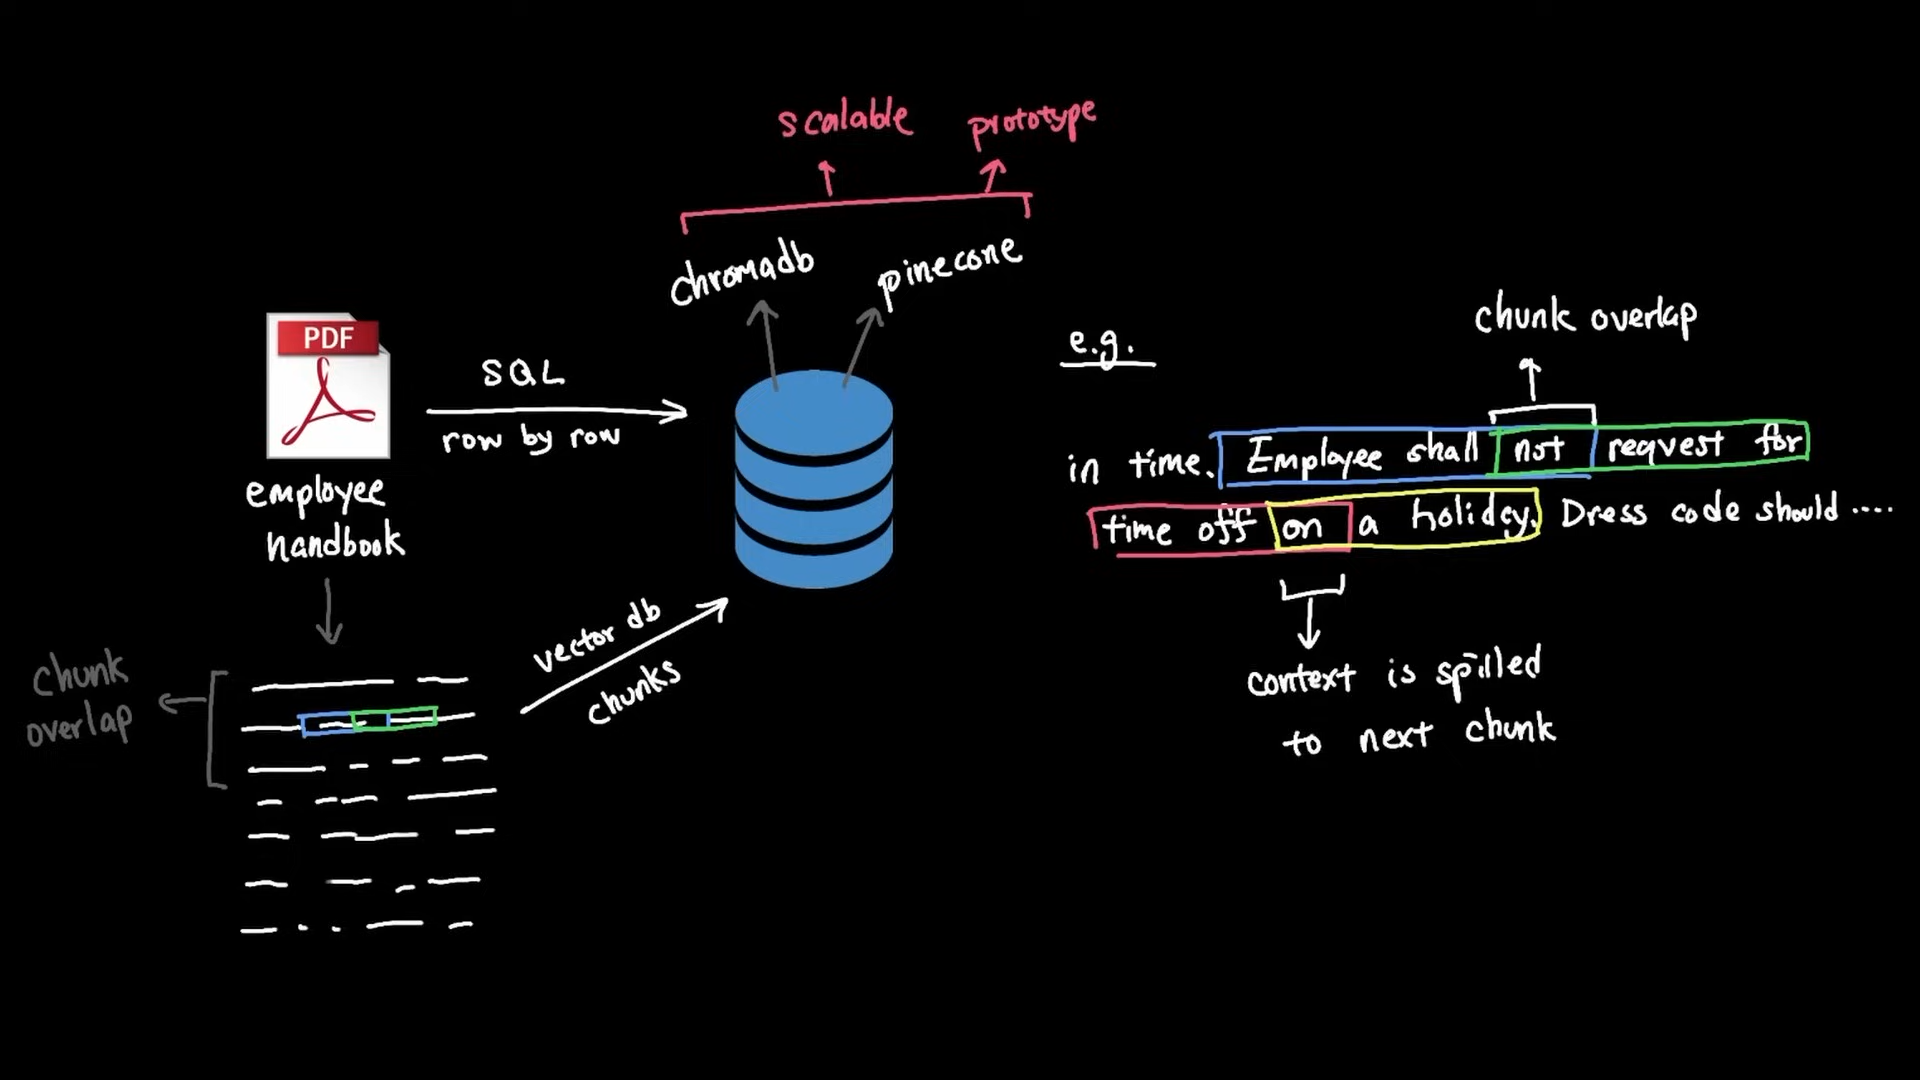 scalable
prototype
chromadb
pinecone
PDF
employee
handbook
SQL
row by row
chunk
overlap
vector db
chunks
e.g.
chunk overlap
in time. Employee shall not request for
time off on a holidcy. Dress code should ....
context is spilled
to next chunk